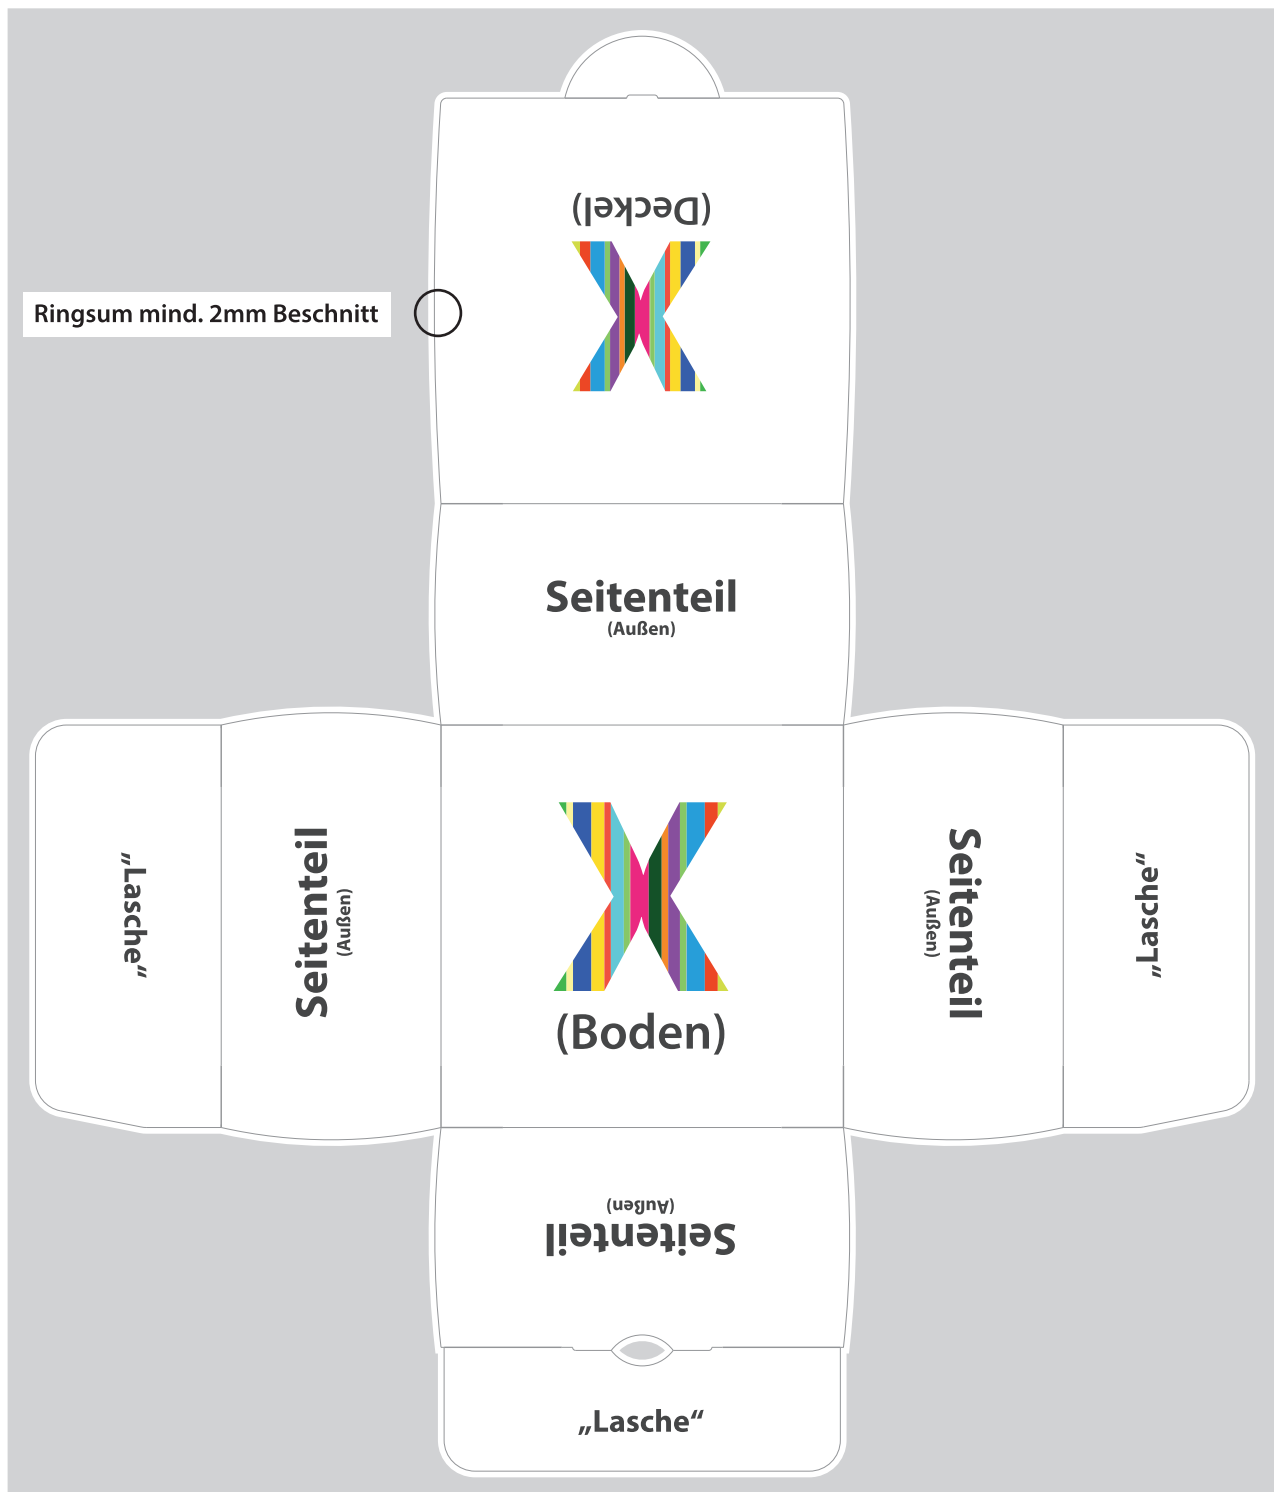 (Deckel)
Ringsum mind. 2mm Beschnitt
Seitenteil
(Außen)
„Lasche“
Seitenteil
(Außen)
(Boden)
Seitenteil
(Außen)
„Lasche“
Seitenteil
(Außen)
„Lasche“